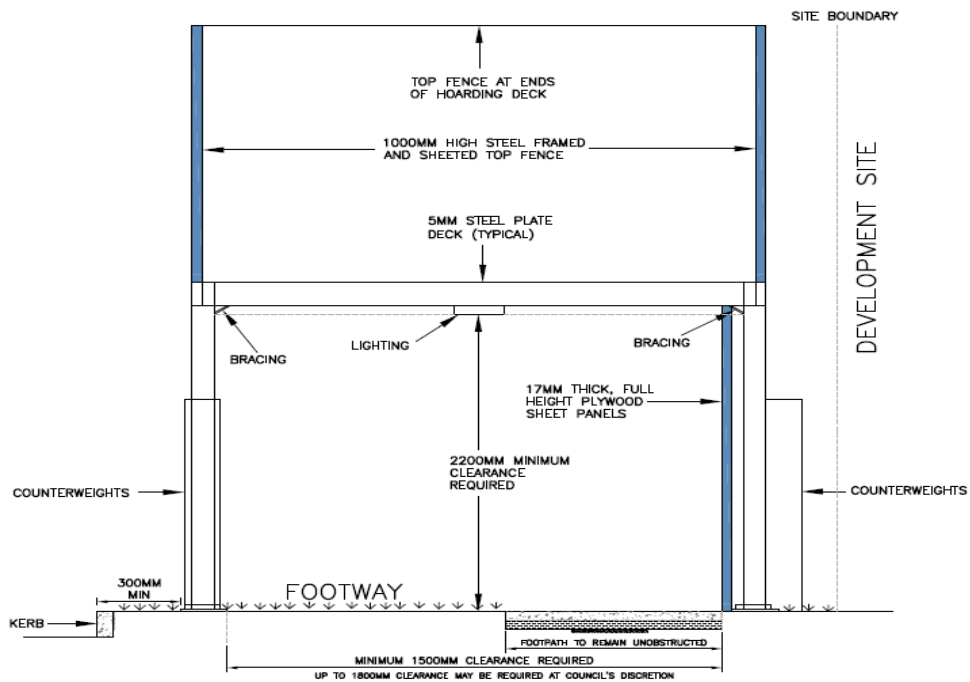 SITE BOUNDARY
TOP FENCE AT ENDS
OF HOARDING DECK
1000MM HIGH STEEL FRAMED
AND SHEETED TOP FENCE
DEVELOPMENT SITE
5MM STEEL PLATE
DECK (TYPICAL)
BRACING
LIGHTING
BRACING
17MM THICK, FULL
HEIGHT PLYWOOD
SHEET PANELS
2200MM MINIMUM
CLEARANCE
REQUIRED
COUNTERWEIGHTS
COUNTERWEIGHTS
300MM
MIN
FOOTWAY
KERB
FOOTPATH TO REMAIN UNOBSTRUCTED
MINIMUM 1500MM CLEARANCE REQUIRED
UP TO 1800MM CLEARANCE MAY BE REQUIRED AT COUNCIL'S DISCRETION